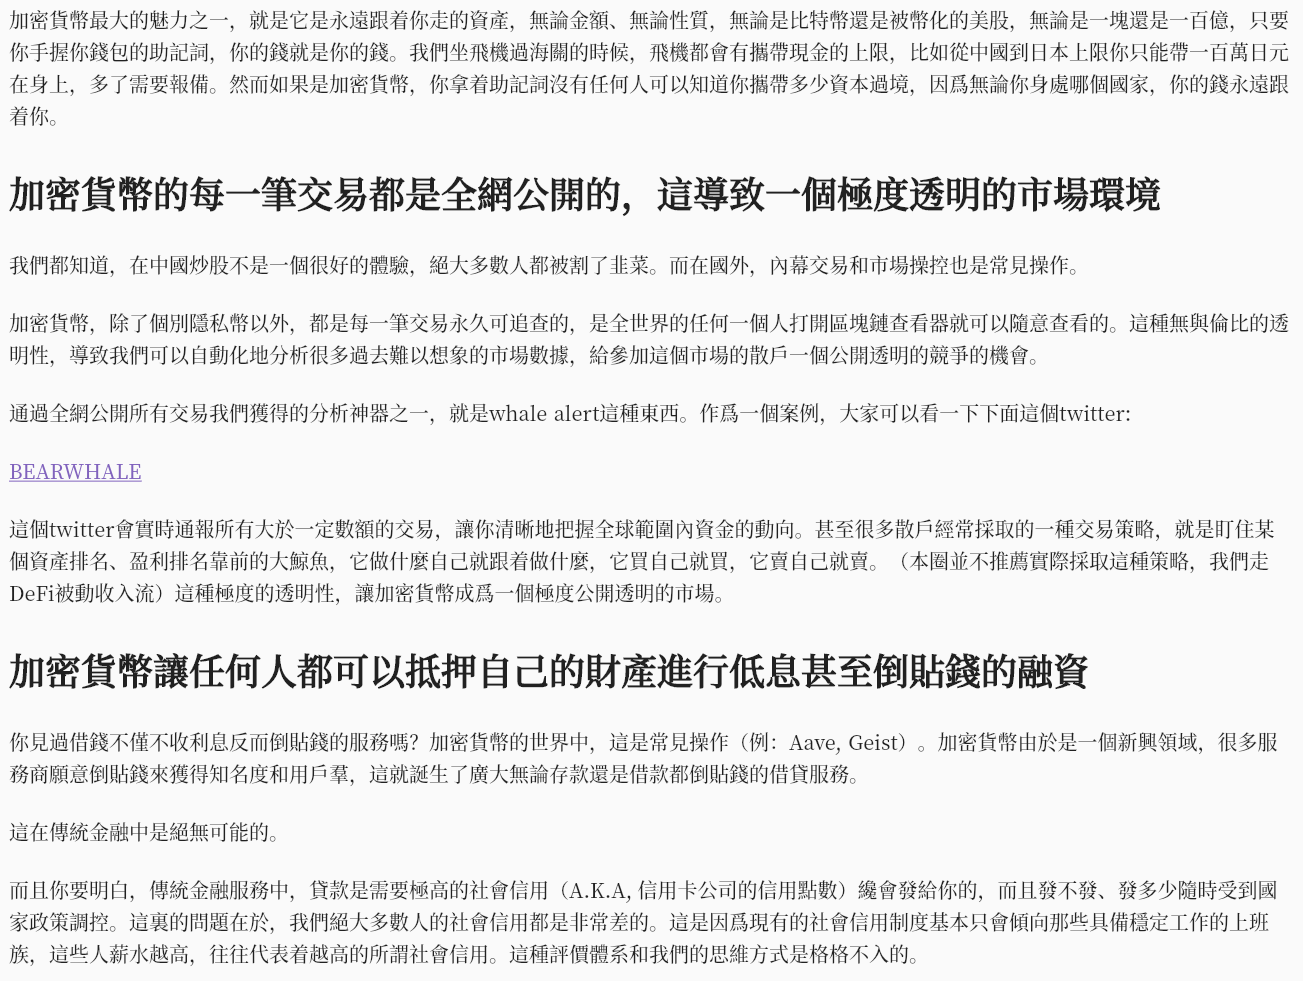 加密貨幣最大的魅力之一，就是它是永遠跟着你走的資產，無論金額、無論性質，無論是比特幣還是被幣化的美股，無論是一塊還是一百億，只要
你手握你錢包的助記詞，你的錢就是你的錢。我們坐飛機過海關的時候，飛機都會有攜帶現金的上限，比如從中國到日本上限你只能帶一百萬日元
在身上，多了需要報備。然而如果是加密貨幣，你拿着助記詞沒有任何人可以知道你攜帶多少資本過境，因爲無論你身處哪個國家，你的錢永遠跟
着你。
加密貨幣的每一筆交易都是全網公開的，這導致一個極度透明的市場環境
我們都知道，在中國炒股不是一個很好的體驗，絕大多數人都被割了韭菜。而在國外，內幕交易和市場操控也是常見操作。
加密貨幣，除了個別隱私幣以外，都是每一筆交易永久可追查的，是全世界的任何一個人打開區塊鏈查看器就可以隨意查看的。這種無與倫比的透
明性，導致我們可以自動化地分析很多過去難以想象的市場數據，給參加這個市場的散戶一個公開透明的競爭的機會。
通過全網公開所有交易我們獲得的分析神器之一，就是whale alert這種東西。作爲一個案例，大家可以看一下下面這個twitter:
BEARWHALE
這個twitter會實時通報所有大於一定數額的交易，讓你清晰地把握全球範圍內資金的動向。甚至很多散戶經常採取的一種交易策略，就是盯住某
個資產排名、盈利排名靠前的大鯨魚，它做什麼自己就跟着做什麼，它買自己就買，它賣自己就賣。（本圈並不推薦實際採取這種策略，我們走
DeFi被動收入流）這種極度的透明性，讓加密貨幣成爲一個極度公開透明的市場。
加密貨幣讓任何人都可以抵押自己的財產進行低息甚至倒貼錢的融資
你見過借錢不僅不收利息反而倒貼錢的服務嗎？加密貨幣的世界中，這是常見操作（例：Aave, Geist）。加密貨幣由於是一個新興領域，很多服
務商願意倒貼錢來獲得知名度和用戶羣，這就誕生了廣大無論存款還是借款都倒貼錢的借貸服務。
這在傳統金融中是絕無可能的。
而且你要明白，傳統金融服務中，貸款是需要極高的社會信用（A.K.A, 信用卡公司的信用點數）纔會發給你的，而且發不發、發多少隨時受到國
家政策調控。這裏的問題在於，我們絕大多數人的社會信用都是非常差的。這是因爲現有的社會信用制度基本只會傾向那些具備穩定工作的上班
族，這些人薪水越高，往往代表着越高的所謂社會信用。這種評價體系和我們的思維方式是格格不入的。